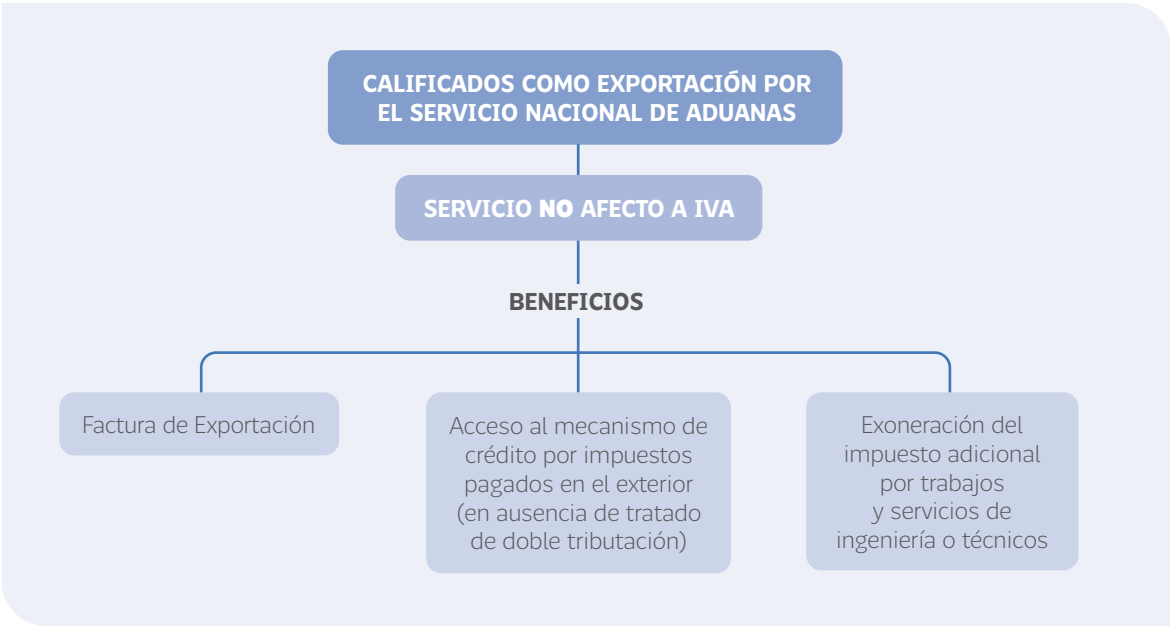 CALIFICADOS COMO EXPORTACIÓN POR
EL SERVICIO NACIONAL DE ADUANAS
SERVICIO NO AFECTO A IVA
BENEFICIOS
Factura de Exportación
Acceso al mecanismo de
crédito por impuestos
pagados en el exterior
(en ausencia de tratado
de doble tributación)
Exoneración del
impuesto adicional
por trabajos
y servicios de
ingeniería o técnicos